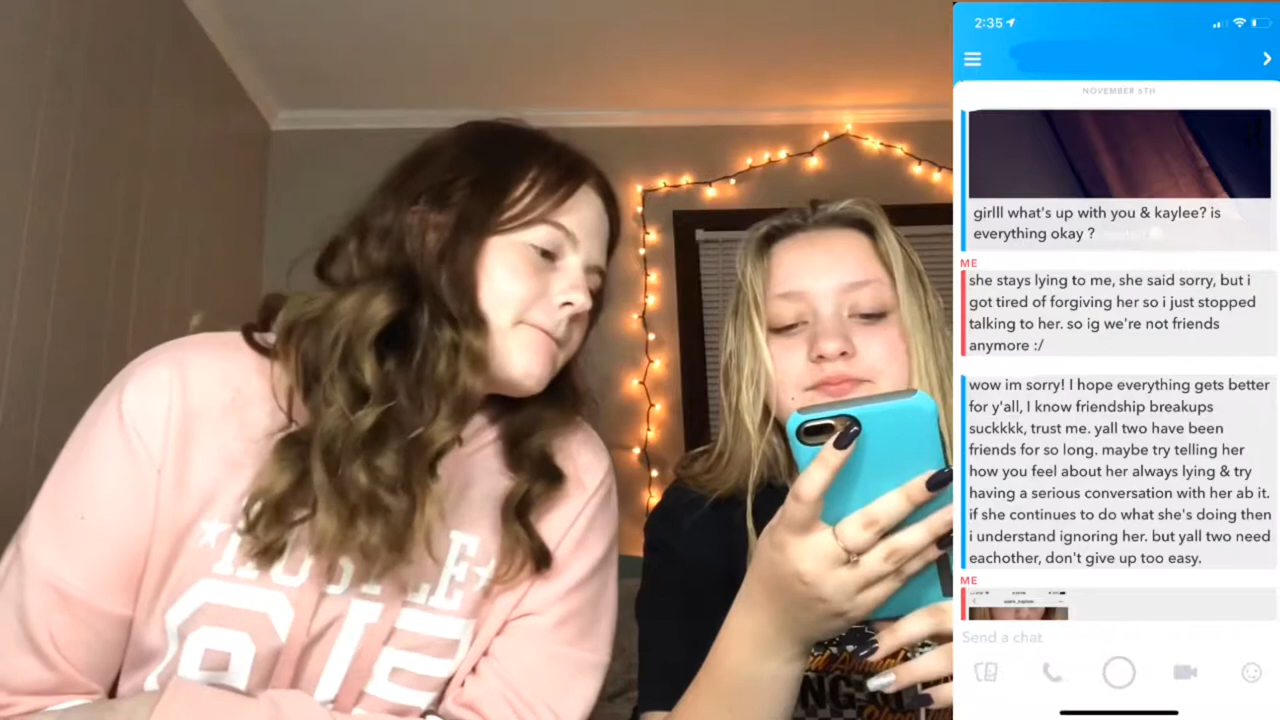 2:35
NOVEMBER 6TH
girlll what's up with you & kaylee? is
everything okay ?
ME
she stays lying to me, she said sorry, but i
got tired of forgiving her so i just stopped
talking to her. so ig we're not friends
anymore :/
wow im sorry! I hope everything gets better
for y'all, I know friendship breakups
suckkkk, trust me. yall two have been
friends for so long. maybe try telling her
how you feel about her always lying & try
having a serious conversation with her ab it.
if she continues to do what she's doing then
i understand ignoring her. but yall two need
eachother, don't give up too easy.
ME
Send a chat
HUSTLE